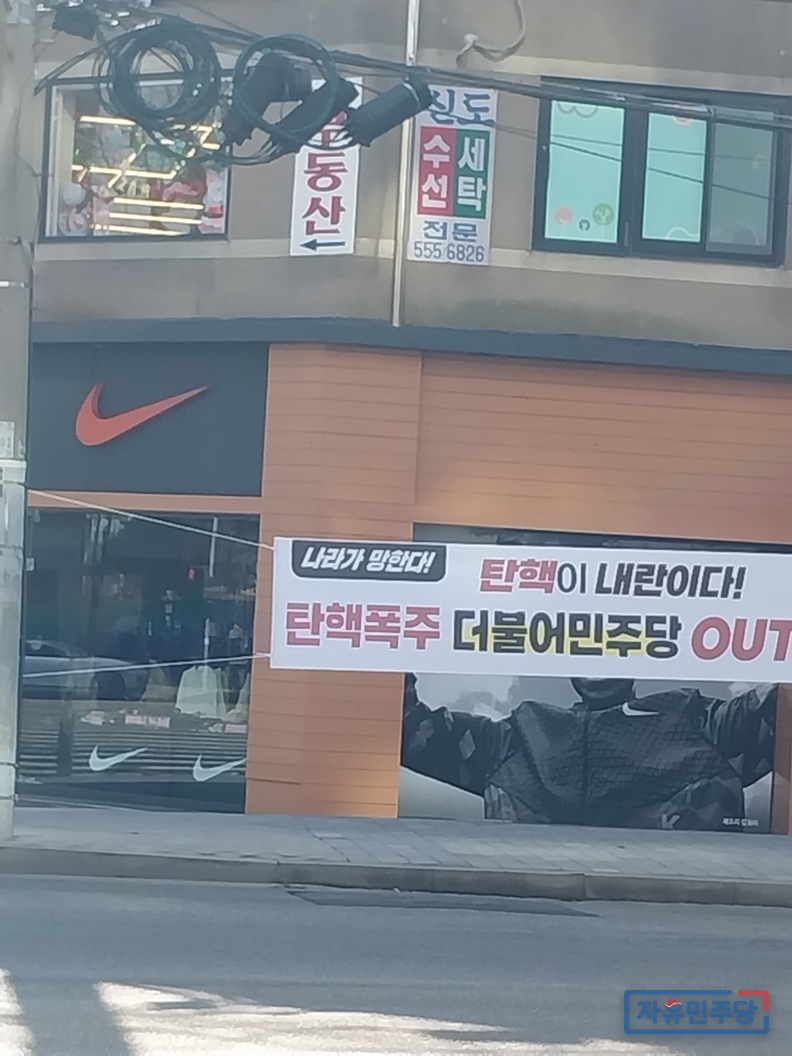 동산
진도
수선
세탁
전문
555 6826
나라가 망한다!
탄핵이 내란이다!
탄핵폭주 더불어민주당 OUT
자유민주당